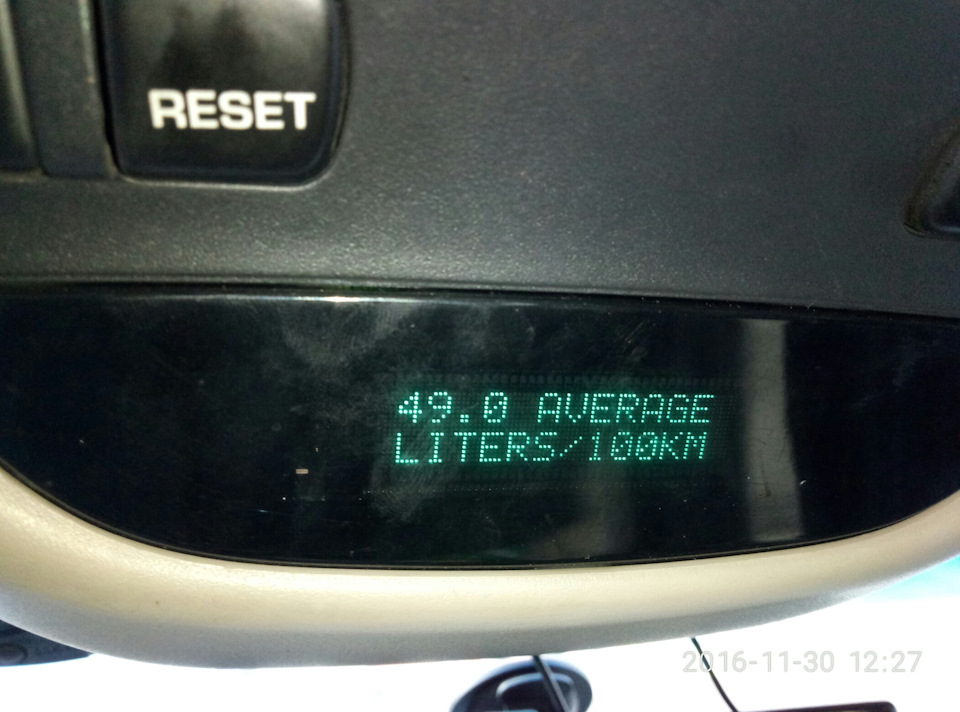 RESET
49.0 AVERAGE
LITERS/100KM
2016-11-30 12:27